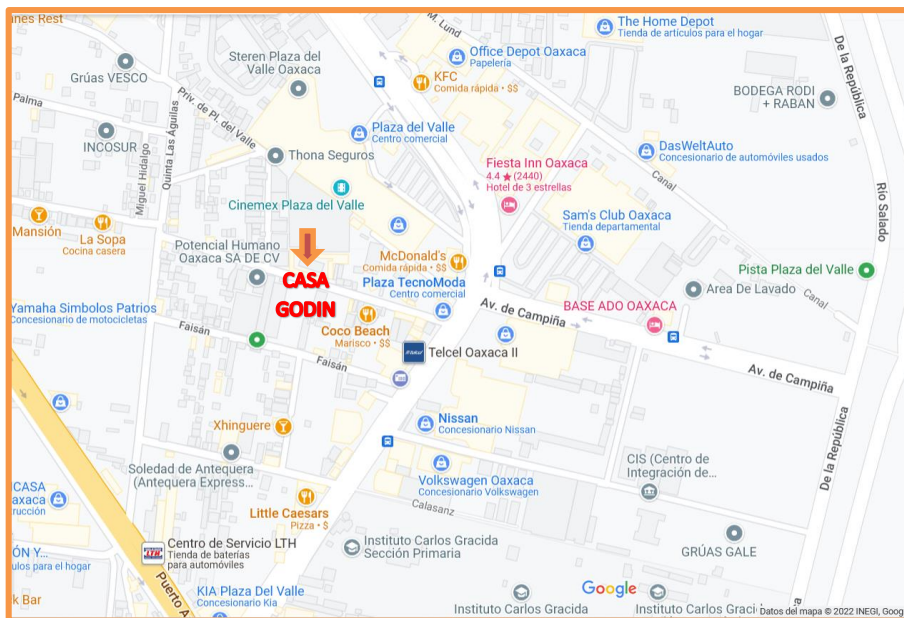 ines Rest
M. Lund
The Home Depot
Tienda de artículos para el hogar
Office Depot Oaxaca
Papelería
Steren Plaza del
Valle Oaxaca
Grúas VESCO
KFC
Comida rápida • $$
De la República
BODEGA RODI
+ RABAN
Palma
Quinta Las Águilas
Priv. de Pl. del Valle
Plaza del Valle
Centro comercial
INCOSUR
Thona Seguros
DasWeltAuto
Concesionario de automóviles usados
Fiesta Inn Oaxaca
4.4 ★ (2440)
Hotel de 3 estrellas
Canal
Miguel Hidalgo
Cinemex Plaza del Valle
Río Salado
Mansión
La Sopa
Cocina casera
Sam's Club Oaxaca
Tienda departamental
Potencial Humano
Oaxaca SA DE CV
McDonald's
Comida rápida • $$
Pista Plaza del Valle
CASA
GODIN
Plaza TecnoModa
Centro comercial
Area De Lavado
Canal
Yamaha Simbolos Patrios
Concesionario de motocicletas
Av. de Campiña
BASE ADO OAXACA
Faisán
Coco Beach
Marisco • $$
Telcel Oaxaca II
Faisán
Av. de Campiña
Nissan
Concesionario Nissan
Xhinguere
De la República
Soledad de Antequera
(Antequera Express...
CIS (Centro de
Integración de...
Volkswagen Oaxaca
Concesionario Volkswagen
ICASA
oaxaca
trucción
Calasanz
Little Caesars
Pizza • $
Centro de Servicio LTH
Tienda de baterías
para automóviles
LTH
Instituto Carlos Gracida
Sección Primaria
GRÚAS GALE
ÓN Y...
ulos para el hogar
Puerto A
KIA Plaza Del Valle
Concesionario Kia
Google
k Bar
Instituto Carlos Gracida
Instituto Carlos Graci
Datos del mapa © 2022 INEGI, Goog